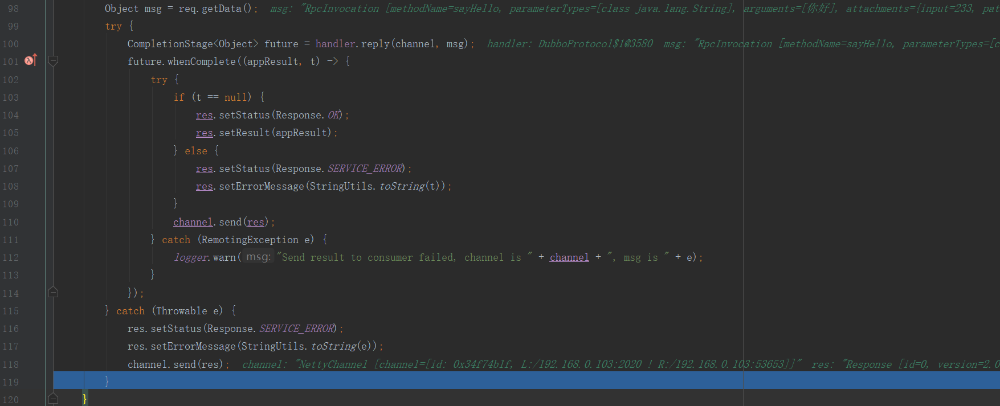 98 Object msg = req.getData(); msg: "RpcInvocation [methodName=sayHello, parameterTypes=[class java.lang.String], arguments=[你好], attachments={input=233, pat
99 try {
100 CompletionStage<Object> future = handler.reply(channel, msg); handler: DubboProtocol$1@3580 msg: "RpcInvocation [methodName=sayHello, parameterTypes=[c
101 future.whenComplete((appResult, t) -> {
102 try {
103 if (t == null) {
104 res.setStatus(Response.OK);
105 res.setResult(appResult);
106 } else {
107 res.setStatus(Response.SERVICE_ERROR);
108 res.setErrorMessage(StringUtils.toString(t));
109 }
110 channel.send(res);
111 } catch (RemotingException e) {
112 logger.warn( msg: "Send result to consumer failed, channel is " + channel + ", msg is " + e);
113 }
114 });
115 } catch (Throwable e) {
116 res.setStatus(Response.SERVICE_ERROR);
117 res.setErrorMessage(StringUtils.toString(e));
118 channel.send(res); channel: "NettyChannel [channel=[id: 0x34f74b1f, L:/192.168.0.103:2020 ! R:/192.168.0.103:53653]]" res: "Response [id=0, version=2.0
119 }
120 }